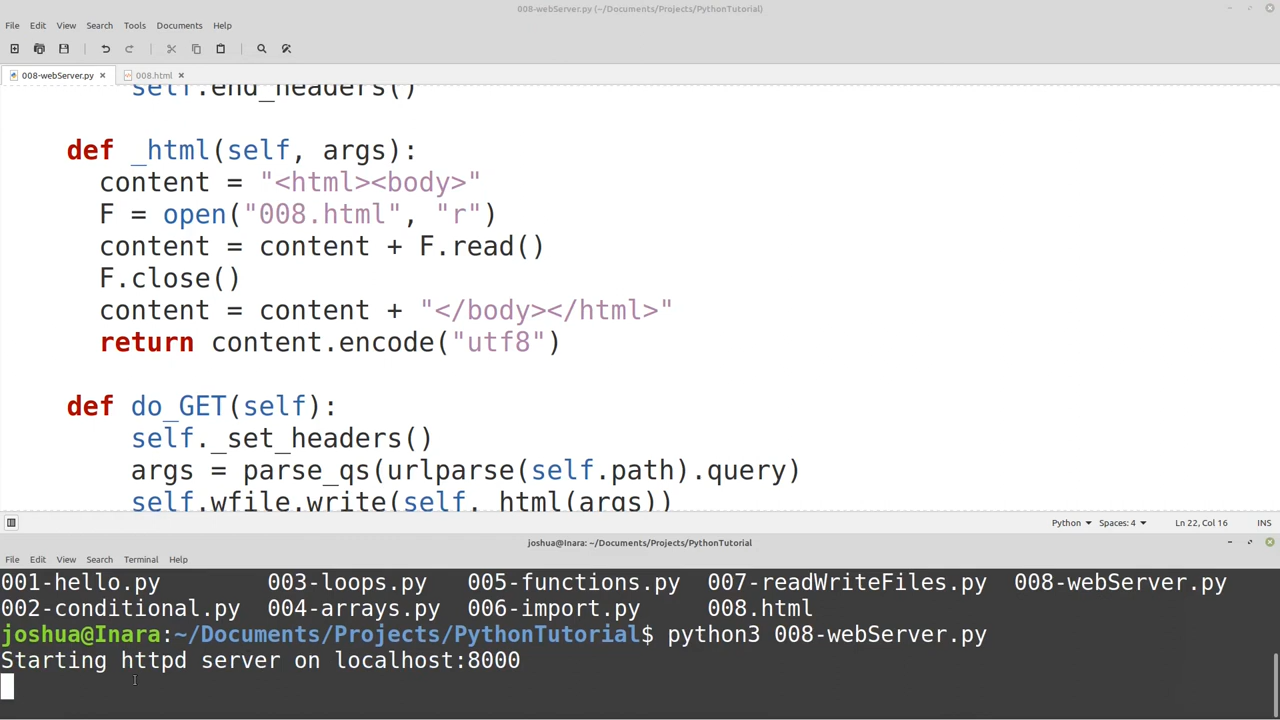 008-webServer.py (~/Documents/Projects/PythonTutorial)
File Edit View Search Tools Documents Help
008-webServer.py 008.html
self.end_headers()
def _html(self, args):
content = "<html><body>"
F = open("008.html", "r")
content = content + F.read()
F.close()
content = content + "</body></html>"
return content.encode("utf8")
def do_GET(self):
self._set_headers()
args = parse_qs(urlparse(self.path).query)
self.wfile.write(self._html(args))
Python Spaces: 4 Ln 22, Col 16 INS
joshua@Inara: ~/Documents/Projects/PythonTutorial
File Edit View Search Terminal Help
001-hello.py 003-loops.py 005-functions.py 007-readWriteFiles.py 008-webServer.py
002-conditional.py 004-arrays.py 006-import.py 008.html
joshua@Inara:~/Documents/Projects/PythonTutorial$ python3 008-webServer.py
Starting httpd server on localhost:8000